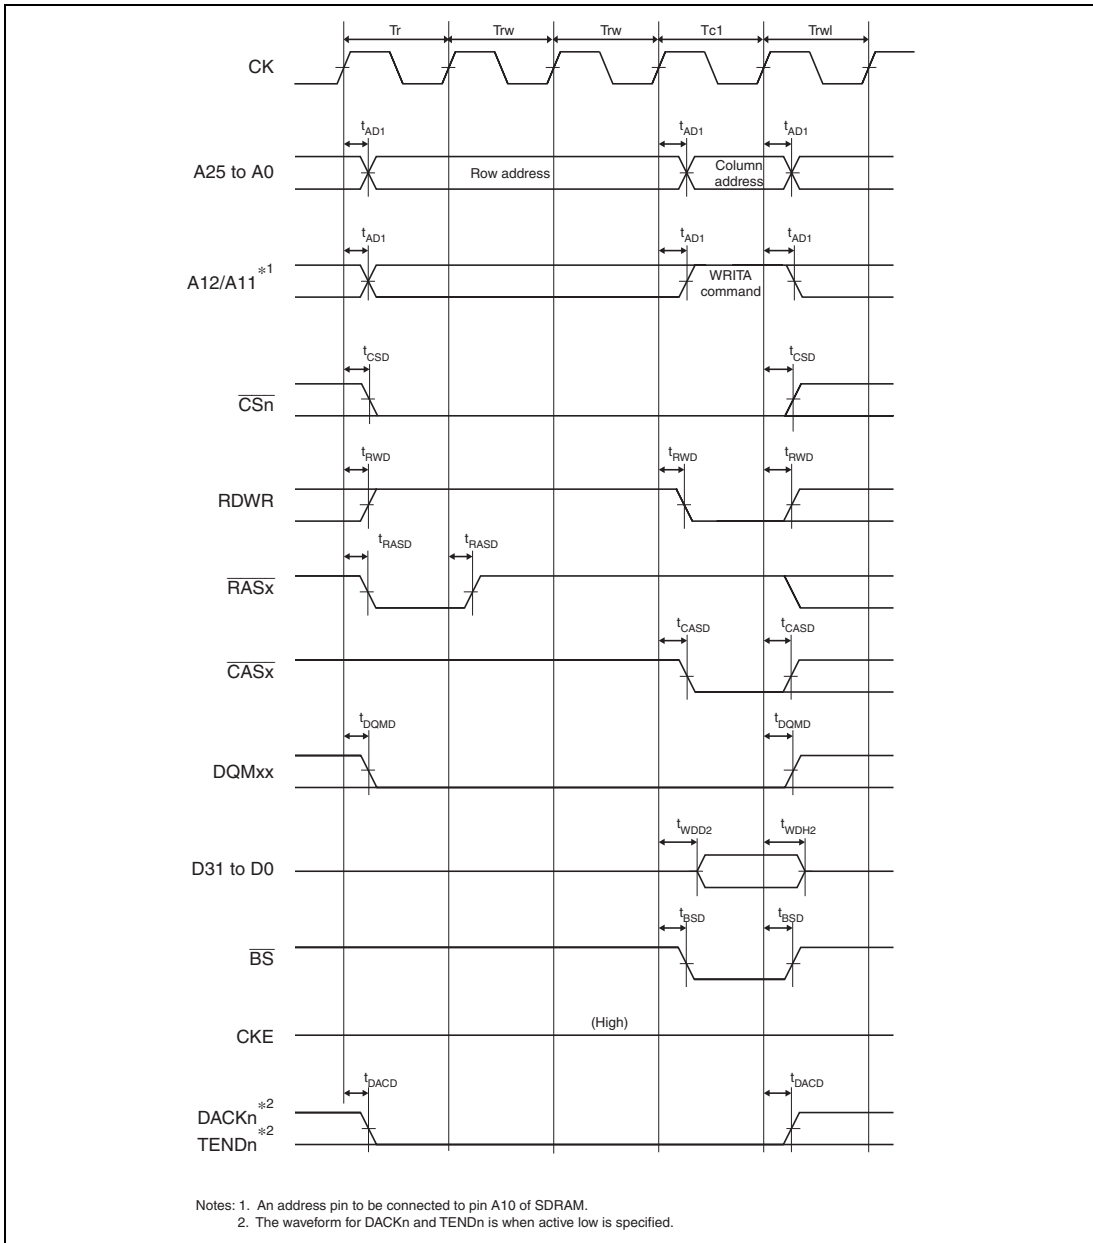 Tr Trw Trw Tc1 Trwl
CK
tAD1 tAD1 tAD1
A25 to A0 Row address Column address
tAD1 tAD1 tAD1
A12/A11*1 WRITA command
tCSD tCSD
CSn
tRWD tRWD tRWD
RDWR
tRASD tRASD
RASx
tCASD tCASD
CASx
tDQMD tDQMD
DQMxx
tWDD2 tWDH2
D31 to D0
tBSD tBSD
BS
(High)
CKE
tDACD tDACD
DACKn*2
TENDn*2
Notes: 1. An address pin to be connected to pin A10 of SDRAM.
2. The waveform for DACKn and TENDn is when active low is specified.